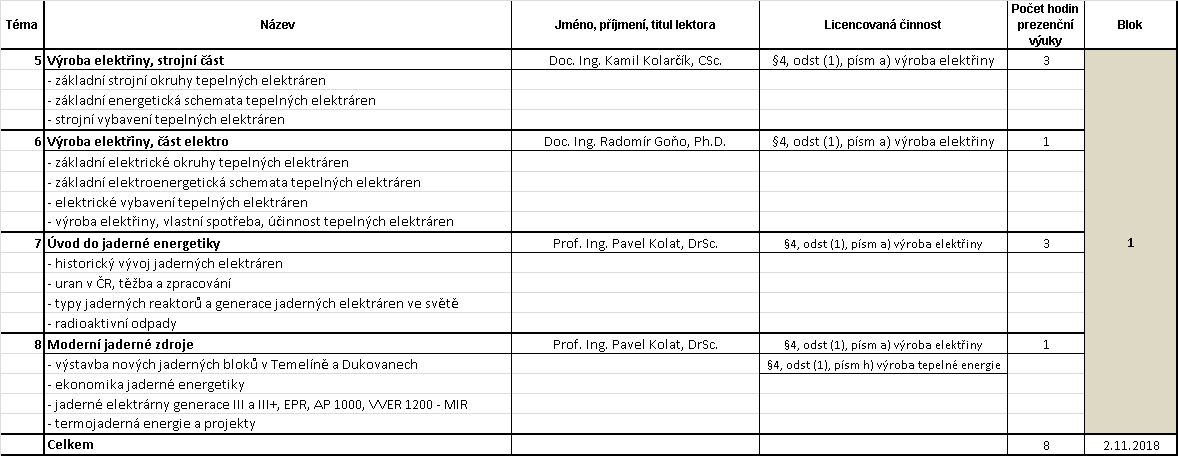 Téma Název Jméno, příjmení, titul lektora Licencovaná činnost Počet hodin prezenční výuky Blok
5 Výroba elektřiny, strojní část Doc. Ing. Kamil Kolarčík, CSc. §4, odst (1), písm a) výroba elektřiny 3
- základní strojní okruhy tepelných elektráren
- základní energetická schemata tepelných elektráren
- strojní vybavení tepelných elektráren
6 Výroba elektřiny, část elektro Doc. Ing. Radomír Goňo, Ph.D. §4, odst (1), písm a) výroba elektřiny 1
- základní elektrické okruhy tepelných elektráren
- základní elektroenergetická schemata tepelných elektráren
- elektrické vybavení tepelných elektráren
- výroba elektřiny, vlastní spotřeba, účinnost tepelných elektráren
7 Úvod do jaderné energetiky Prof. Ing. Pavel Kolat, DrSc. §4, odst (1), písm a) výroba elektřiny 3 1
- historický vývoj jaderných elektráren
- uran v ČR, těžba a zpracování
- typy jaderných reaktorů a generace jaderných elektráren ve světě
- radioaktivní odpady
8 Moderní jaderné zdroje Prof. Ing. Pavel Kolat, DrSc. §4, odst (1), písm a) výroba elektřiny 1
- výstavba nových jaderných bloků v Temelíně a Dukovanech §4, odst (1), písm h) výroba tepelné energie
- ekonomika jaderné energetiky
- jaderné elektrárny generace III a III+, EPR, AP 1000, VVER 1200 - MIR
- termojaderná energie a projekty
Celkem 8 2.11.2018